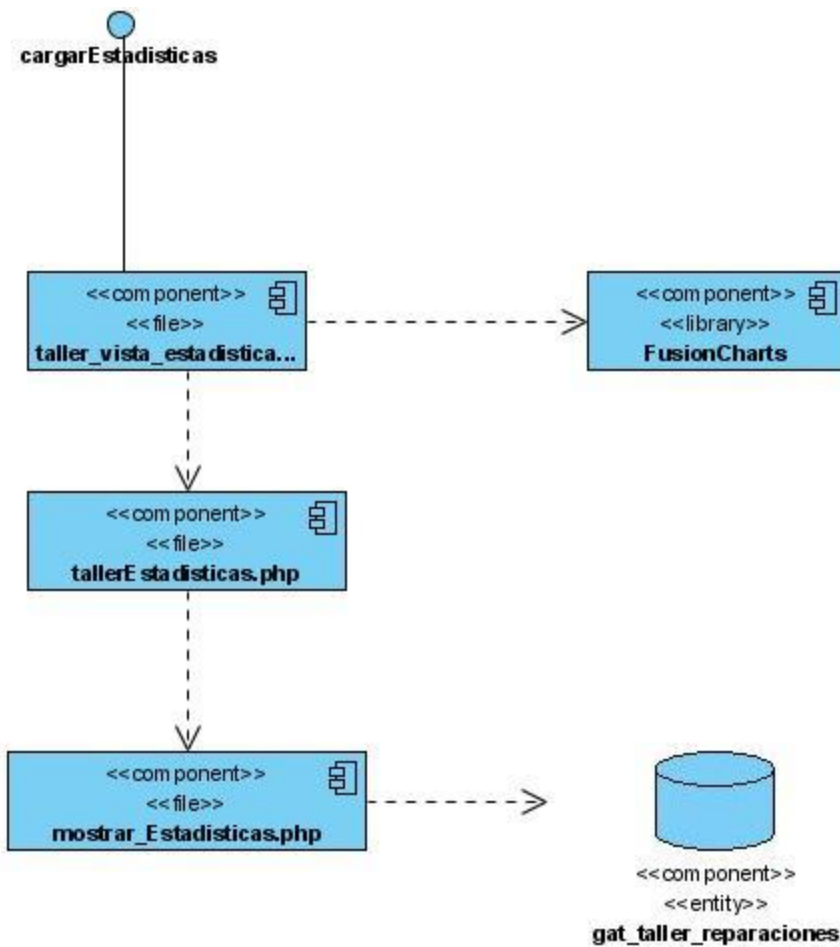 cargarEstadisticas
<<component>>
<<file>>
taller_vista_estadistica...
<<component>>
<<library>>
FusionCharts
<<component>>
<<file>>
tallerEstadisticas.php
<<component>>
<<file>>
mostrar_Estadisticas.php
<<component>>
<<entity>>
gat_taller_reparaciones